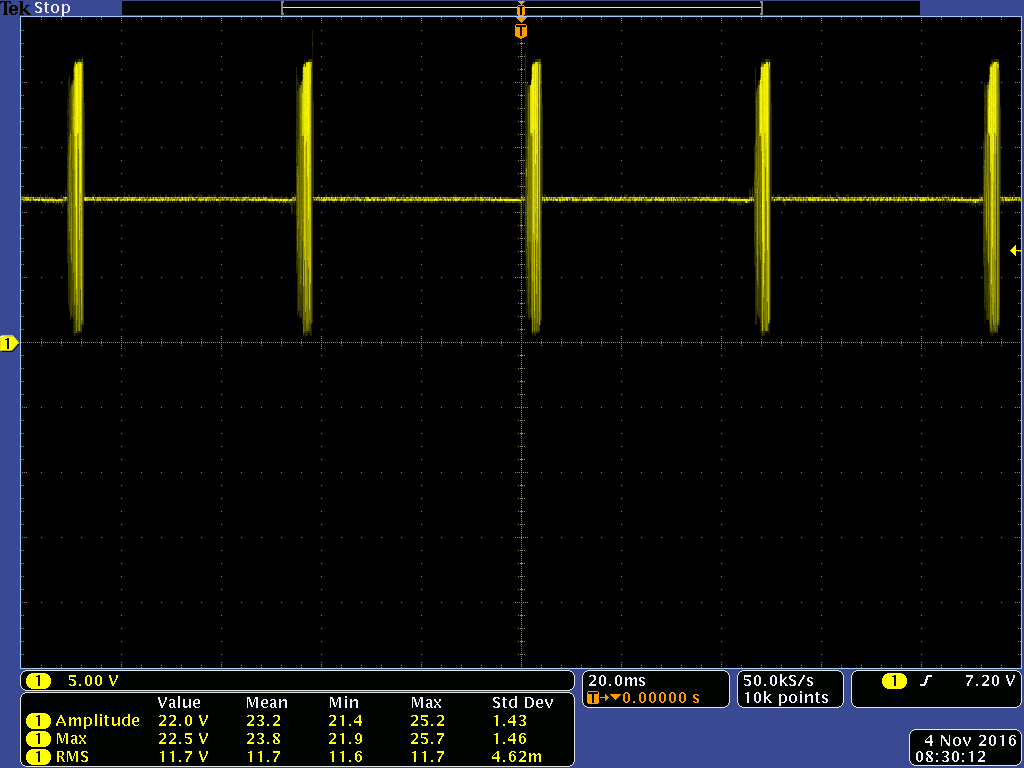 Tek Stop
T
T
1
1 5.00 V
20.0ms
T 0.00000 s
50.0kS/s
10k points
1 7.20 V
Value Mean Min Max Std Dev
1 Amplitude 22.0 V 23.2 21.4 25.2 1.43
1 Max 22.5 V 23.8 21.9 25.7 1.46
1 RMS 11.7 V 11.7 11.6 11.7 4.62m
4 Nov 2016
08:30:12